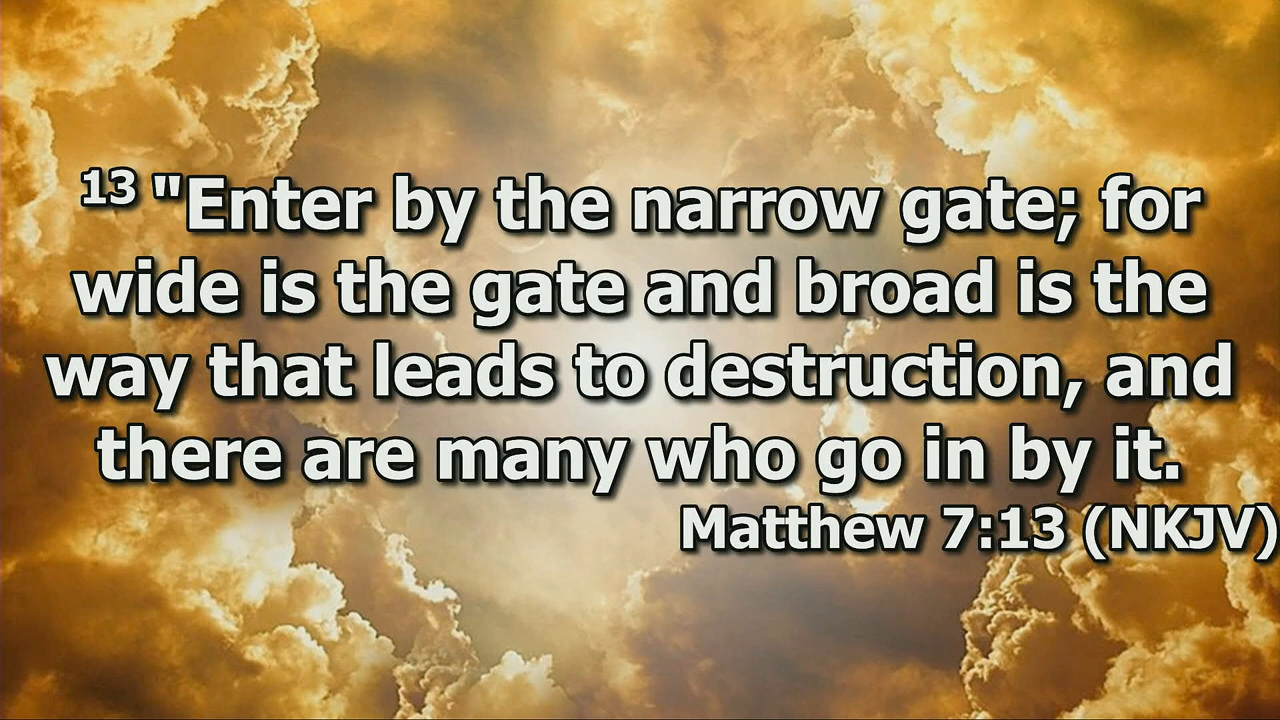 13 "Enter by the narrow gate; for
wide is the gate and broad is the
way that leads to destruction, and
there are many who go in by it.
Matthew 7:13 (NKJV)